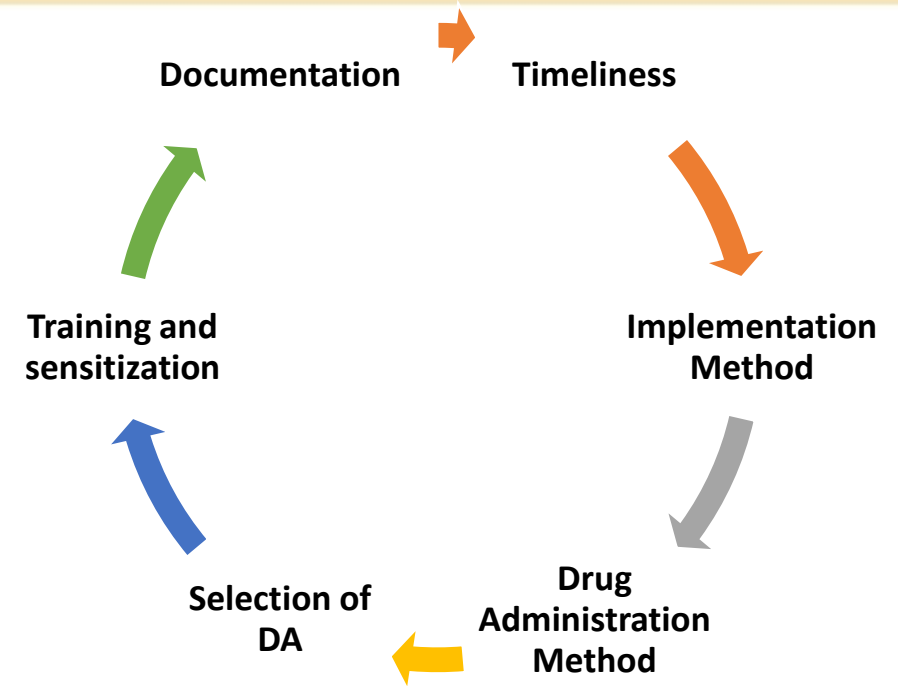 Documentation
Timeliness
Implementation
Method
Drug
Administration
Method
Selection of
DA
Training and
sensitization